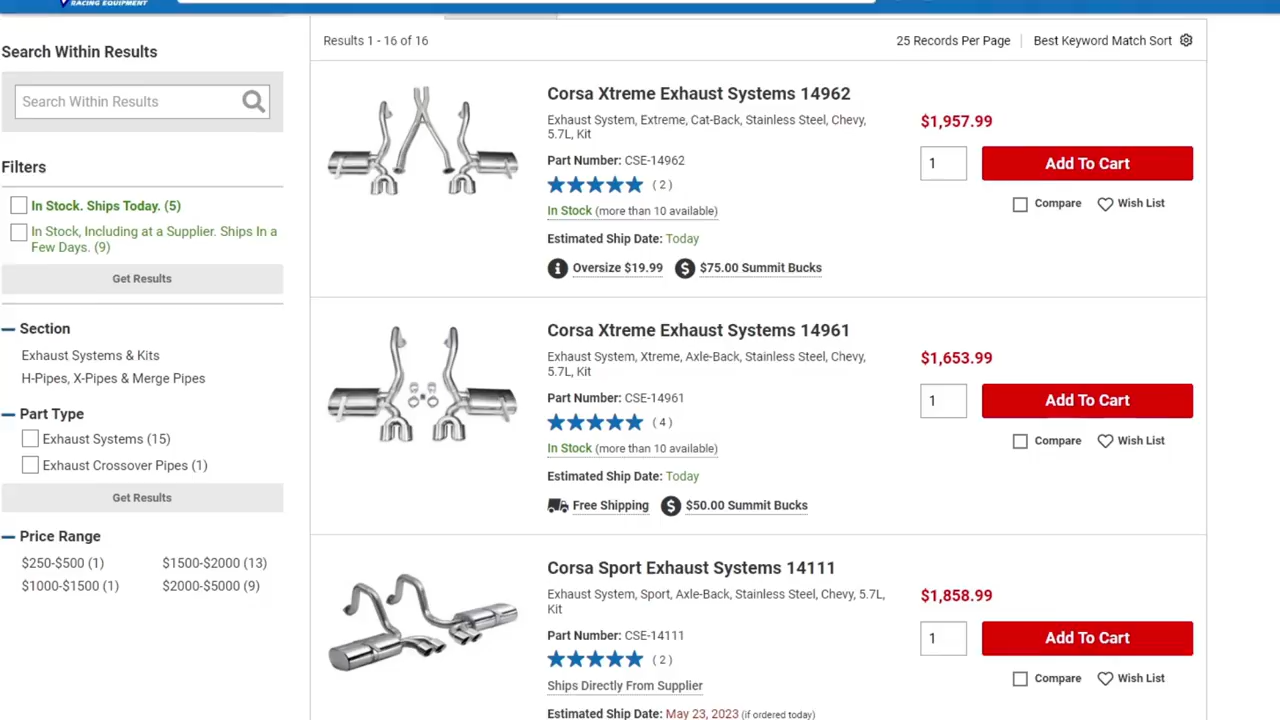 RACING EQUIPMENT
Search Within Results
Search Within Results
Filters
In Stock. Ships Today. (5)
In Stock, Including at a Supplier. Ships In a
Few Days. (9)
Get Results
Section
Exhaust Systems & Kits
H-Pipes, X-Pipes & Merge Pipes
Part Type
Exhaust Systems (15)
Exhaust Crossover Pipes (1)
Get Results
Price Range
$250-$500 (1) $1500-$2000 (13)
$1000-$1500 (1) $2000-$5000 (9)
Results 1 - 16 of 16
25 Records Per Page Best Keyword Match Sort
Corsa Xtreme Exhaust Systems 14962
Exhaust System, Extreme, Cat-Back, Stainless Steel, Chevy,
5.7L, Kit
Part Number: CSE-14962
( 2 )
In Stock (more than 10 available)
Estimated Ship Date: Today
Oversize $19.99 $75.00 Summit Bucks
$1,957.99
1 Add To Cart
Compare Wish List
Corsa Xtreme Exhaust Systems 14961
Exhaust System, Xtreme, Axle-Back, Stainless Steel, Chevy,
5.7L, Kit
Part Number: CSE-14961
( 4 )
In Stock (more than 10 available)
Estimated Ship Date: Today
Free Shipping $50.00 Summit Bucks
$1,653.99
1 Add To Cart
Compare Wish List
Corsa Sport Exhaust Systems 14111
Exhaust System, Sport, Axle-Back, Stainless Steel, Chevy, 5.7L,
Kit
Part Number: CSE-14111
( 2 )
Ships Directly From Supplier
Estimated Ship Date: May 23, 2023 (if ordered today)
$1,858.99
1 Add To Cart
Compare Wish List